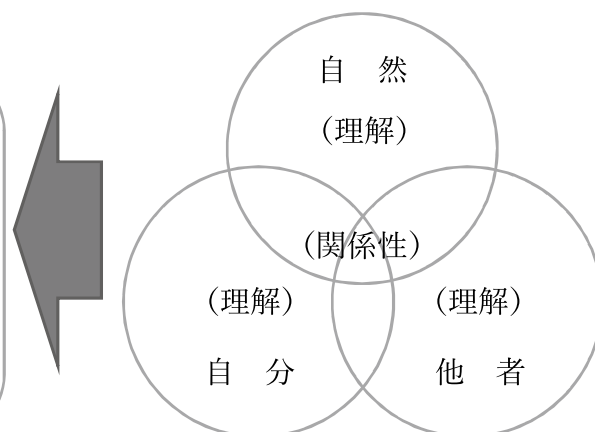 自　然
（理解）
（関係性）
（理解）　（理解）
自　分　他　者